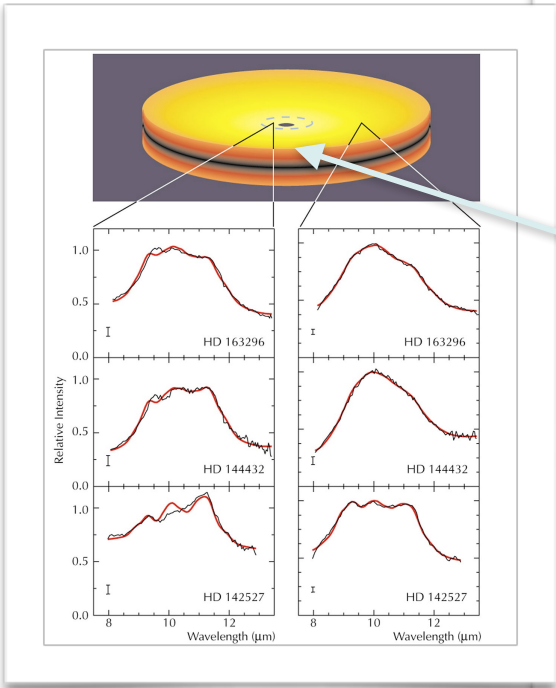 1.0
0.5
HD 163296
HD 163296
0.0
1.0
Relative Intensity
0.5
HD 144432
HD 144432
0.0
1.0
0.5
HD 142527
HD 142527
0.0
8 10 12
8 10 12
Wavelength (μm)
Wavelength (μm)